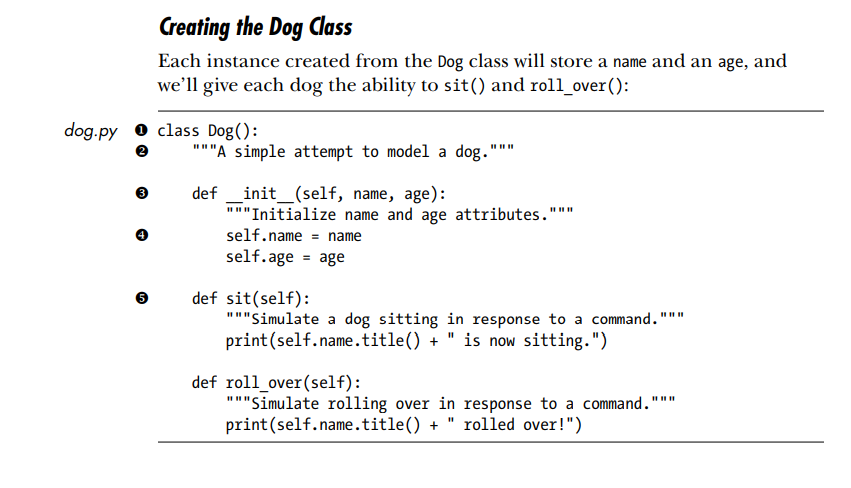 Creating the Dog Class
Each instance created from the Dog class will store a name and an age, and
we’ll give each dog the ability to sit() and roll_over():
dog.py ❶ class Dog():
❷     """A simple attempt to model a dog."""
❸     def __init__(self, name, age):
        """Initialize name and age attributes."""
❹         self.name = name
        self.age = age
❺     def sit(self):
        """Simulate a dog sitting in response to a command."""
        print(self.name.title() + " is now sitting.")
    def roll_over(self):
        """Simulate rolling over in response to a command."""
        print(self.name.title() + " rolled over!")